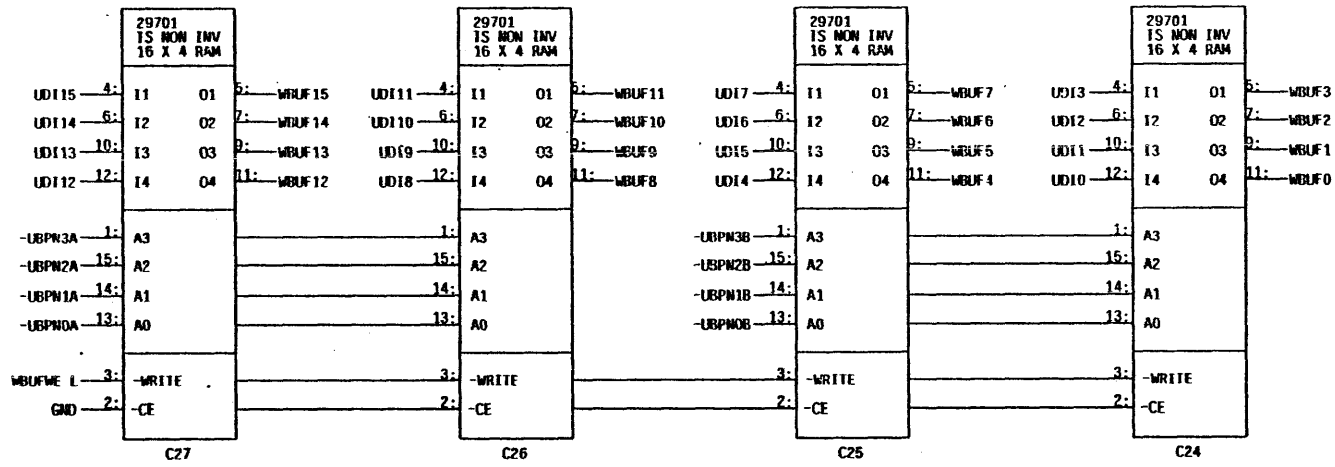 29701 29701 29701 29701
TS NON INV TS NON INV TS NON INV TS NON INV
16 X 4 RAM 16 X 4 RAM 16 X 4 RAM 16 X 4 RAM
UDI15 4: I1 O1 5: WBUF15 UDI11 4: I1 O1 5: WBUF11 UDI7 4: I1 O1 5: WBUF7 UDI3 4: I1 O1 5: WBUF3
UDI14 6: I2 O2 7: WBUF14 UDI10 6: I2 O2 7: WBUF10 UDI6 6: I2 O2 7: WBUF6 UDI2 6: I2 O2 7: WBUF2
UDI13 10: I3 O3 9: WBUF13 UDI9 10: I3 O3 9: WBUF9 UDI5 10: I3 O3 9: WBUF5 UDI1 10: I3 O3 9: WBUF1
UDI12 12: I4 O4 11: WBUF12 UDI8 12: I4 O4 11: WBUF8 UDI4 12: I4 O4 11: WBUF4 UDI0 12: I4 O4 11: WBUF0
-UBPN3A 1: A3 1: A3 -UBPN3B 1: A3 1: A3
-UBPN2A 15: A2 15: A2 -UBPN2B 15: A2 15: A2
-UBPN1A 14: A1 14: A1 -UBPN1B 14: A1 14: A1
-UBPN0A 13: A0 13: A0 -UBPN0B 13: A0 13: A0
WBUFWE L 3: -WRITE 3: -WRITE 3: -WRITE 3: -WRITE
GND 2: -CE 2: -CE 2: -CE 2: -CE
C27 C26 C25 C24